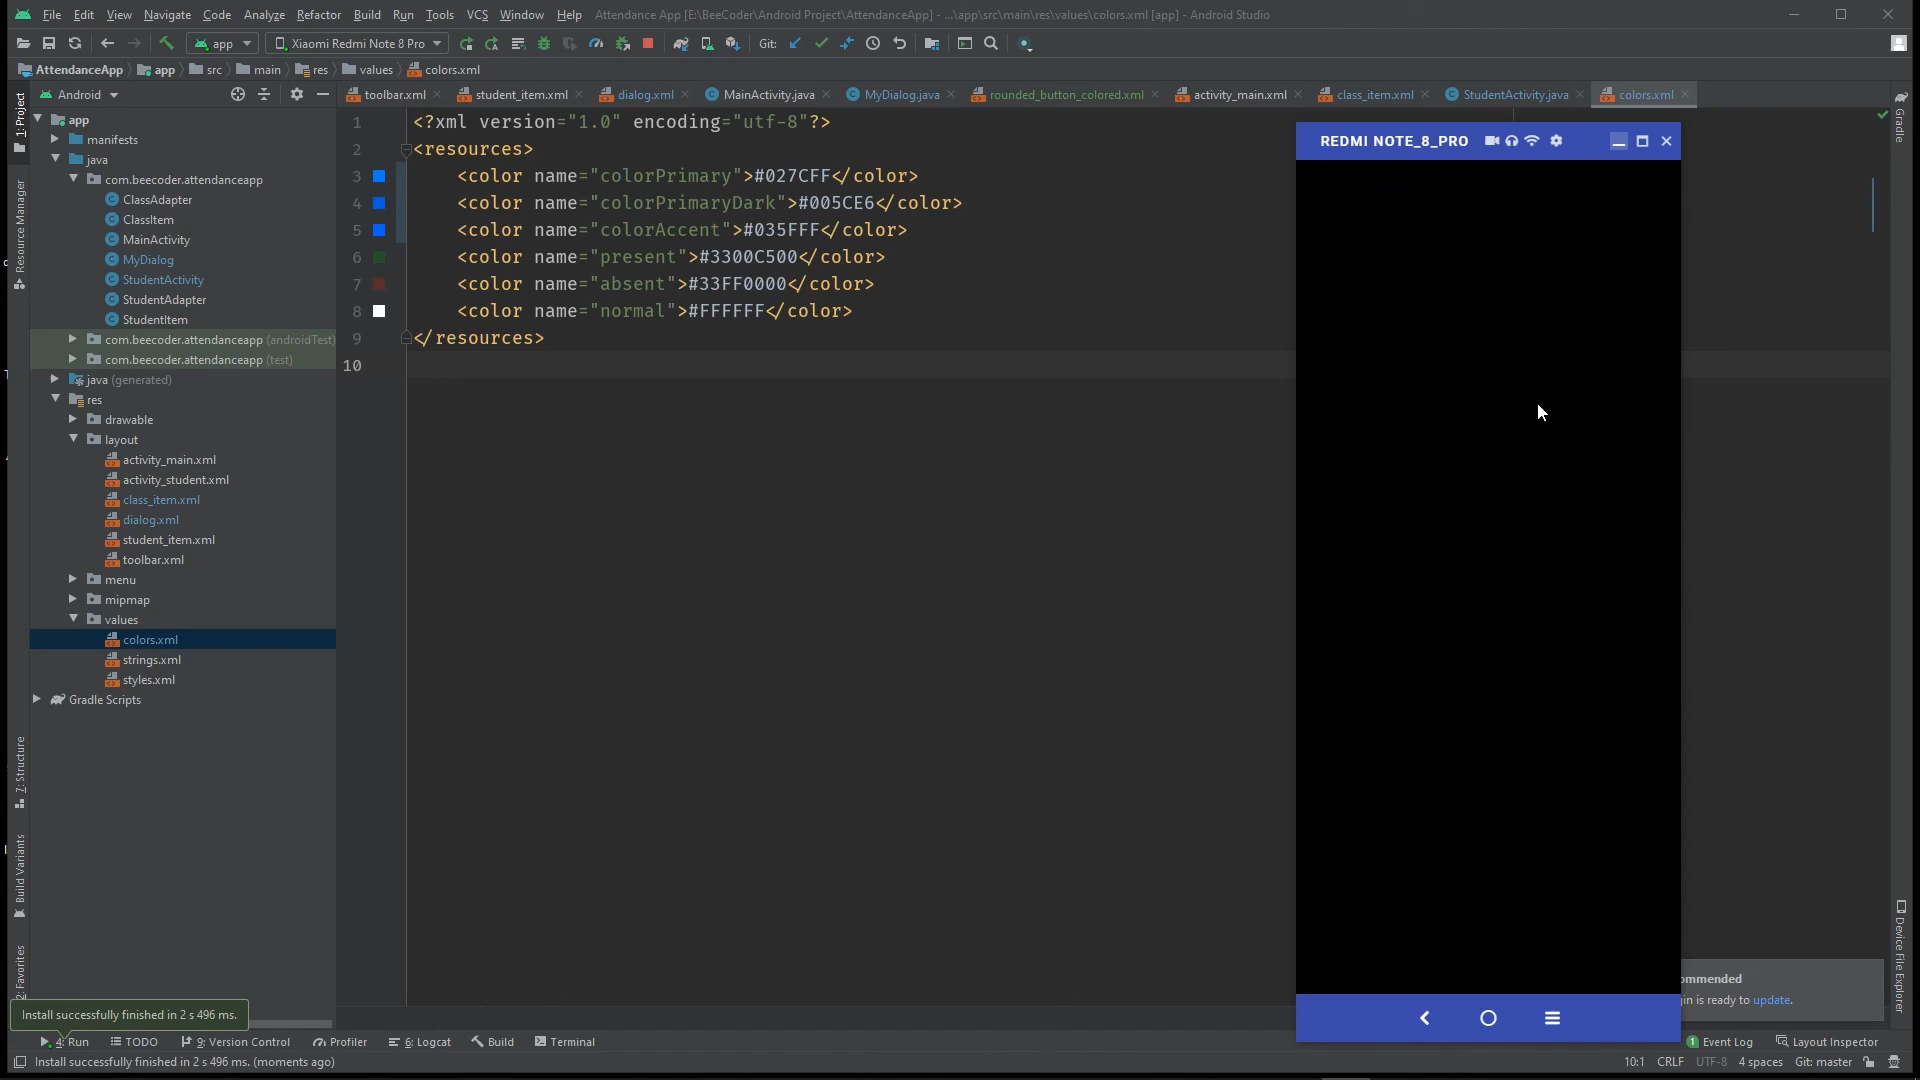 File Edit View Navigate Code Analyze Refactor Build Run Tools VCS Window Help Attendance App [E:\BeeCoder\Android Project\AttendanceApp] - ...\app\src\main\res\values\colors.xml [app] - Android Studio
app Xiaomi Redmi Note 8 Pro Git:
AttendanceApp app src main res values colors.xml
Android toolbar.xml student_item.xml dialog.xml MainActivity.java MyDialog.java rounded_button_colored.xml activity_main.xml class_item.xml StudentActivity.java colors.xml
1: Project
Resource Manager
7: Structure
Build Variants
2: Favorites
app
manifests
java
com.beecoder.attendanceapp
ClassAdapter
ClassItem
MainActivity
MyDialog
StudentActivity
StudentAdapter
StudentItem
com.beecoder.attendanceapp (androidTest)
com.beecoder.attendanceapp (test)
java (generated)
res
drawable
layout
activity_main.xml
activity_student.xml
class_item.xml
dialog.xml
student_item.xml
toolbar.xml
menu
mipmap
values
colors.xml
strings.xml
styles.xml
Gradle Scripts
1 <?xml version="1.0" encoding="utf-8"?>
2 <resources>
3 <color name="colorPrimary">#027CFF</color>
4 <color name="colorPrimaryDark">#005CE6</color>
5 <color name="colorAccent">#035FFF</color>
6 <color name="present">#3300C500</color>
7 <color name="absent">#33FF0000</color>
8 <color name="normal">#FFFFFF</color>
9 </resources>
10
REDMI NOTE_8_PRO
Gradle
Device File Explorer
ommended
in is ready to update.
Install successfully finished in 2 s 496 ms.
4: Run TODO 9: Version Control Profiler 6: Logcat Build Terminal 1 Event Log Layout Inspector
Install successfully finished in 2 s 496 ms. (moments ago) 10:1 CRLF UTF-8 4 spaces Git: master